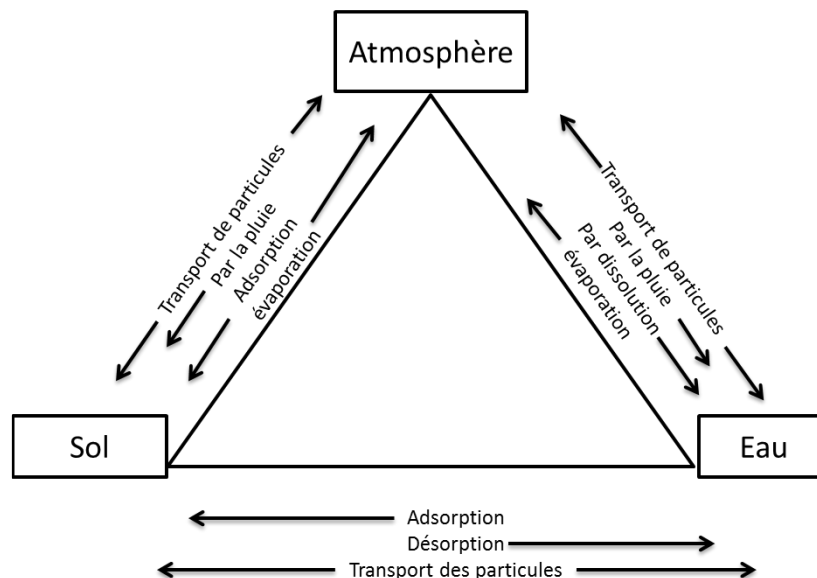 Atmosphère
Transport de particules
Par la pluie
Adsorption
évaporation
Transport de particules
Par la pluie
Par dissolution
évaporation
Sol
Eau
Adsorption
Désorption
Transport des particules